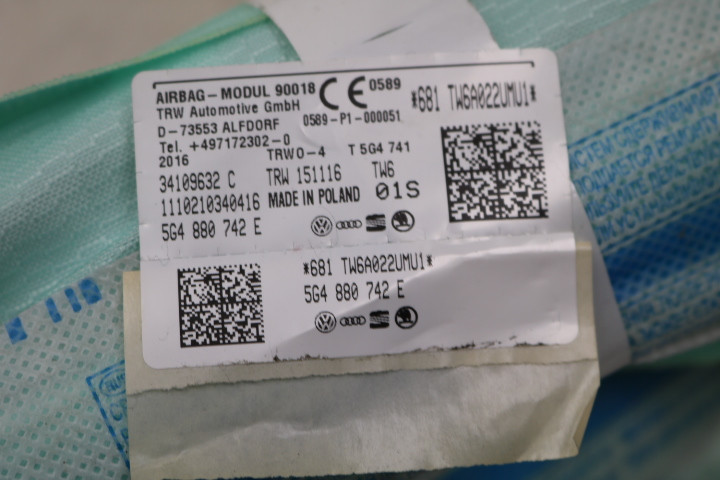 AIRBAG-MODUL 90018 CE 0589
TRW Automotive GmbH
D-73553 ALFDORF 0589-P1-000051
Tel. +497172302-0
2016 TRWO-4 T 5G4 741
34109632 C TRW 151116 TW6
1110210340416 MADE IN POLAND 01S
5G4 880 742 E
*681 TW6A022UMU1*
*681 TW6A022UMU1*
5G4 880 742 E